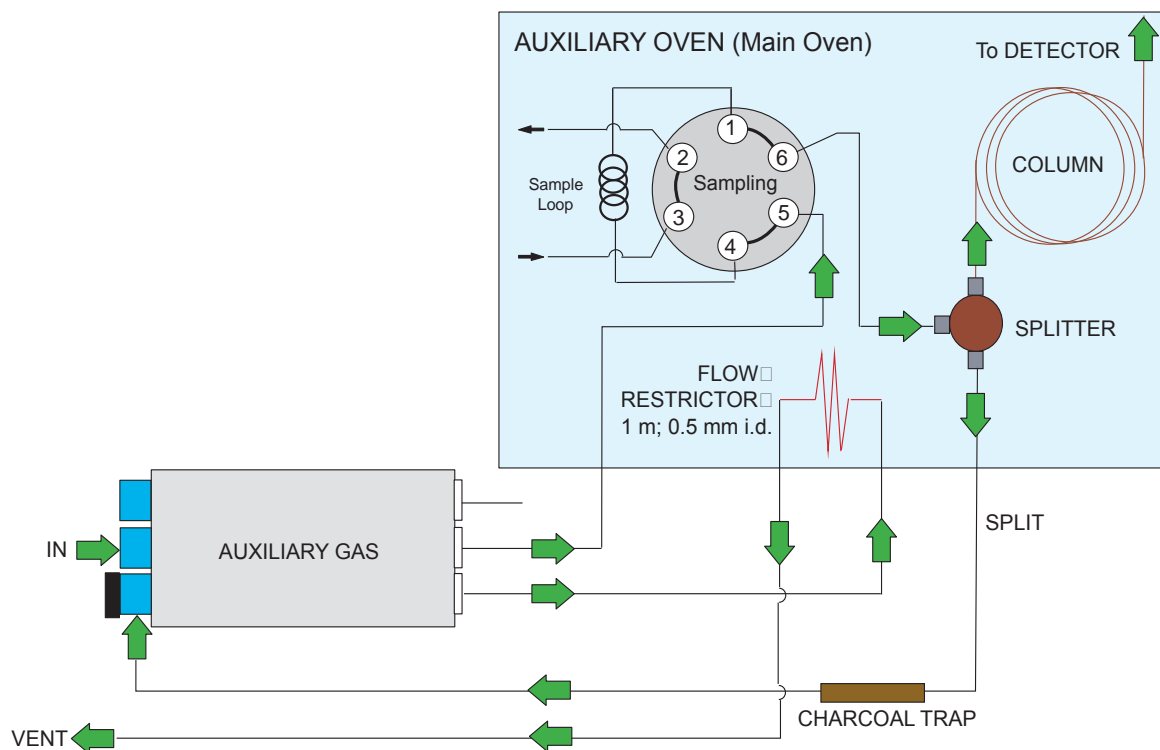 AUXILIARY OVEN (Main Oven)
To DETECTOR
1
2
6
Sampling
COLUMN
Sample
Loop
3
5
4
SPLITTER
FLOW□
RESTRICTOR□
1 m; 0.5 mm i.d.
SPLIT
IN
AUXILIARY GAS
CHARCOAL TRAP
VENT